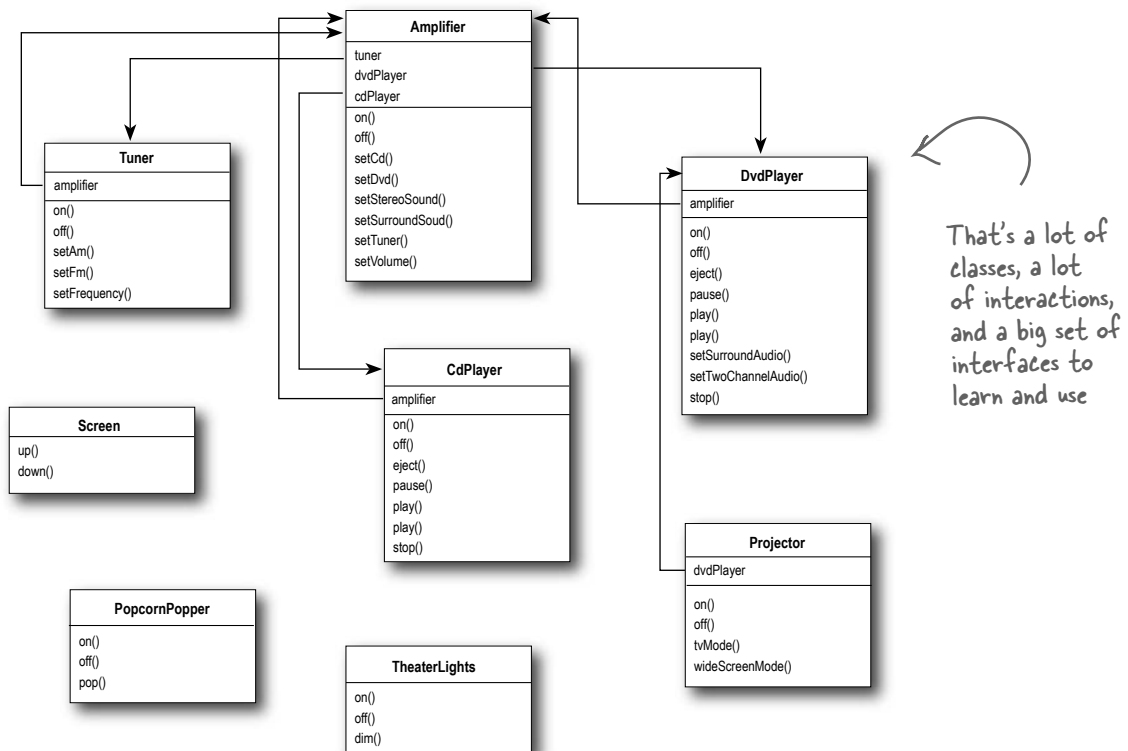 Amplifier
tuner
dvdPlayer
cdPlayer
on()
off()
setCd()
setDvd()
setStereoSound()
setSurroundSoud()
setTuner()
setVolume()
Tuner
amplifier
on()
off()
setAm()
setFm()
setFrequency()
DvdPlayer
amplifier
on()
off()
eject()
pause()
play()
play()
setSurroundAudio()
setTwoChannelAudio()
stop()
That's a lot of
classes, a lot
of interactions,
and a big set of
interfaces to
learn and use
CdPlayer
amplifier
on()
off()
eject()
pause()
play()
play()
stop()
Screen
up()
down()
Projector
dvdPlayer
on()
off()
tvMode()
wideScreenMode()
PopcornPopper
on()
off()
pop()
TheaterLights
on()
off()
dim()